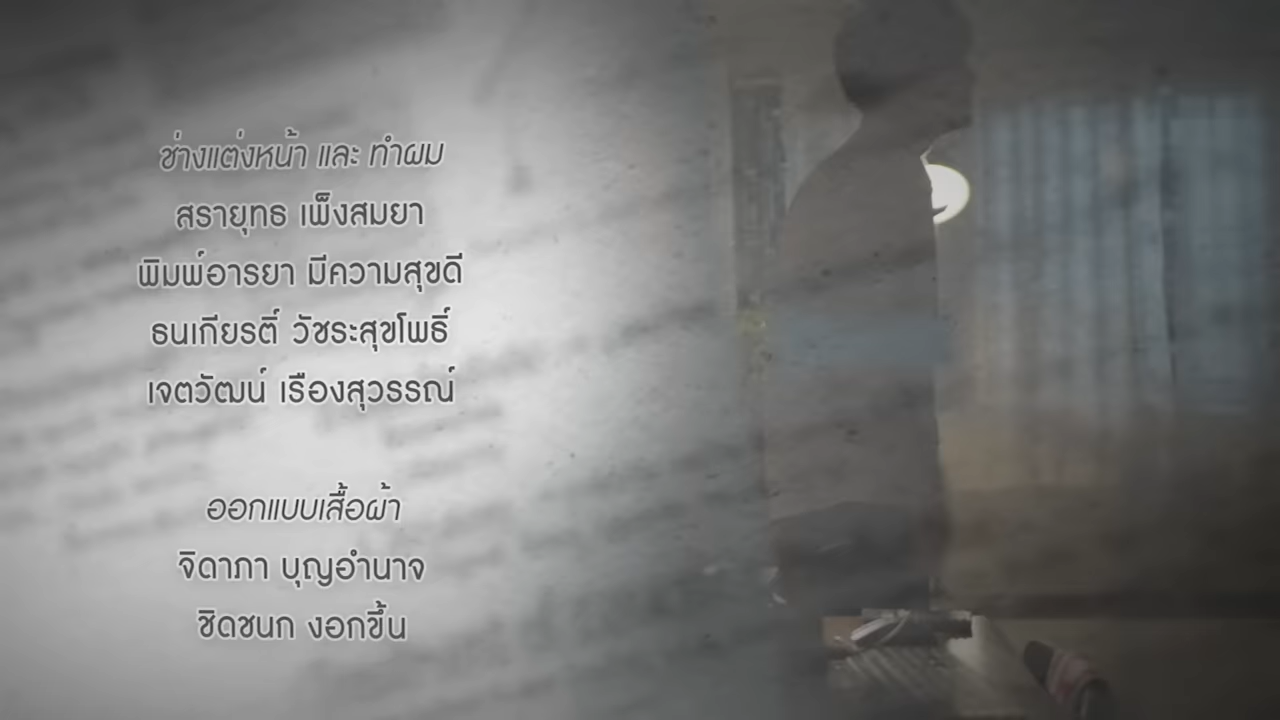 ช่างแต่งหน้า และ ทำผม
สรายุทธ เพ็งสมยา
พิมพ์อารยา มีความสุขดี
ธนเกียรติ์ วัชระสุขโพธิ์
เจตวัฒน์ เรืองสุวรรณ์
ออกแบบเสื้อผ้า
จิดาภา บุญอำนาจ
ชิดชนก งอกขึ้น